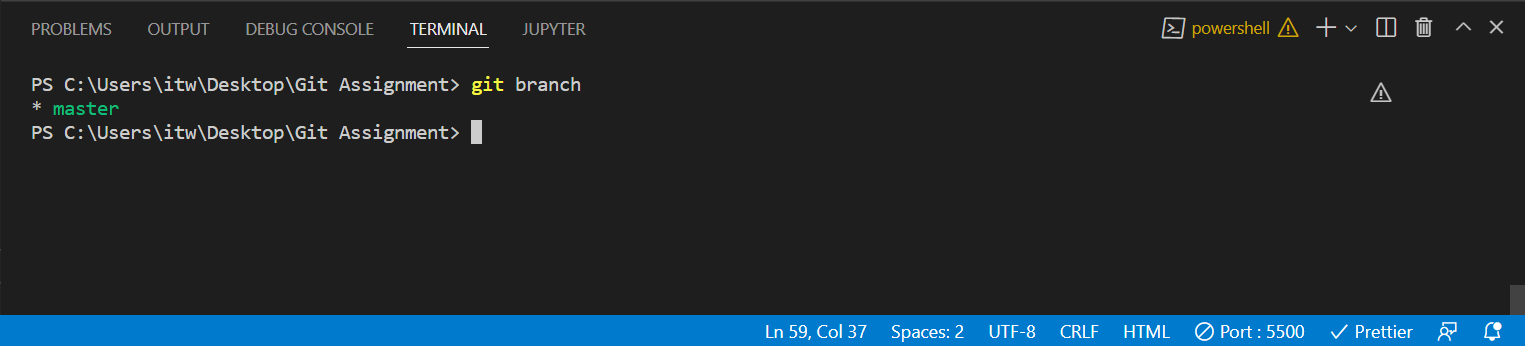 PROBLEMS OUTPUT DEBUG CONSOLE TERMINAL JUPYTER powershell
PS C:\Users\itw\Desktop\Git Assignment> git branch
* master
PS C:\Users\itw\Desktop\Git Assignment>
Ln 59, Col 37 Spaces: 2 UTF-8 CRLF HTML Port : 5500 Prettier